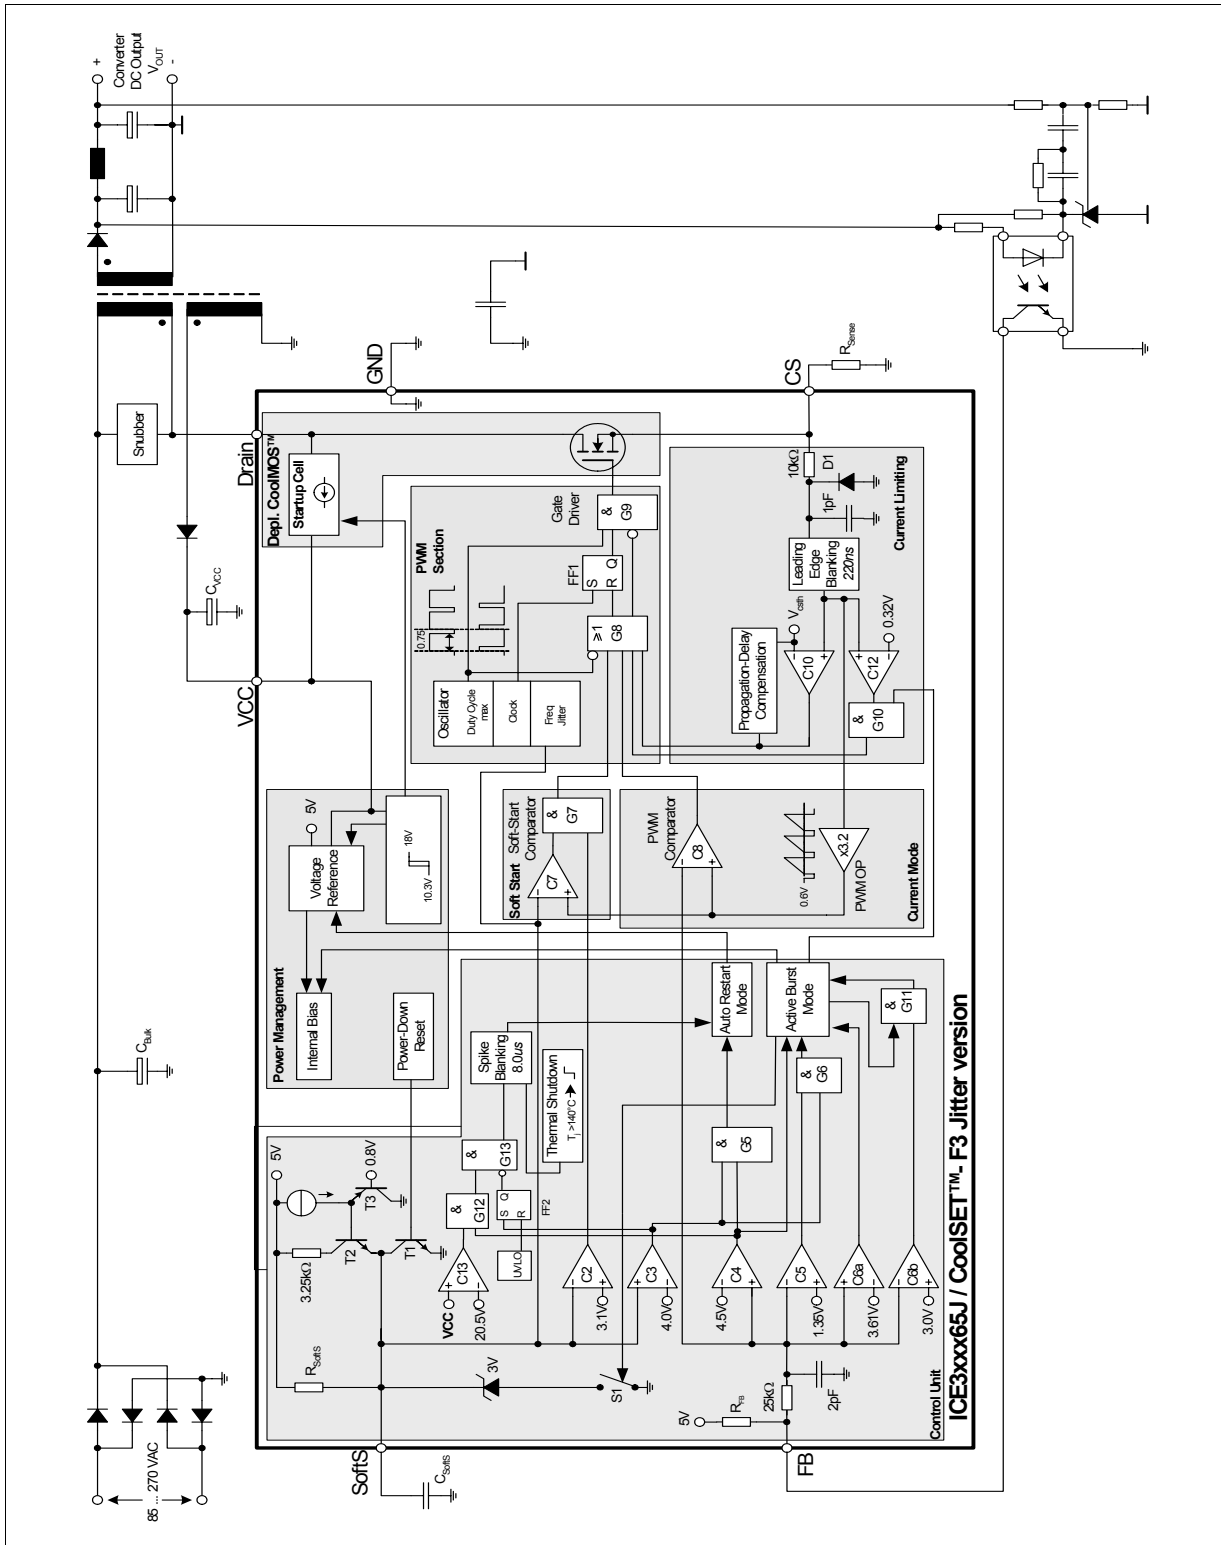 +
Converter
DC Output
V_OUT
-
Snubber
Drain
GND
CS
R_Sense
Depl. CoolMOS™
Startup Cell
C_VCC
VCC
PWM
Section
0.75
Oscillator
Duty Cycle
max
Clock
Freq
Jitter
Gate
Driver
&
G9
FF1
S
R Q
≥1
G8
10kΩ
D1
1pF
Leading
Edge
Blanking
220ns
Current Limiting
Propagation-Delay
Compensation
V_csth
C10
-
+
0.32V
C12
+
-
&
G10
Power Management
Internal Bias
Voltage
Reference
5V
18V
10.3V
Power-Down
Reset
Soft Start
Soft-Start
Comparator
&
G7
C7
-
+
PWM
Comparator
C8
-
+
0.6V
x3.2
PWM OP
Current Mode
C_Bulk
85 ... 270 VAC
SoftS
C_SoftS
R_SoftS
5V
3.25kΩ
T2
T3
0.8V
T1
3V
S1
VCC
20.5V
C13
+
-
&
G12
&
G13
S Q
R
FF2
UVLO
Spike
Blanking
8.0us
Thermal Shutdown
T_j >140°C
3.1V
C2
-
+
4.0V
C3
+
-
4.5V
C4
-
+
1.35V
C5
-
+
3.61V
C6a
+
-
3.0V
C6b
-
+
&
G5
&
G6
&
G11
Auto Restart
Mode
Active Burst
Mode
FB
5V
R_FB
25kΩ
2pF
Control Unit
ICE3xxx65J / CoolSET™- F3 Jitter version